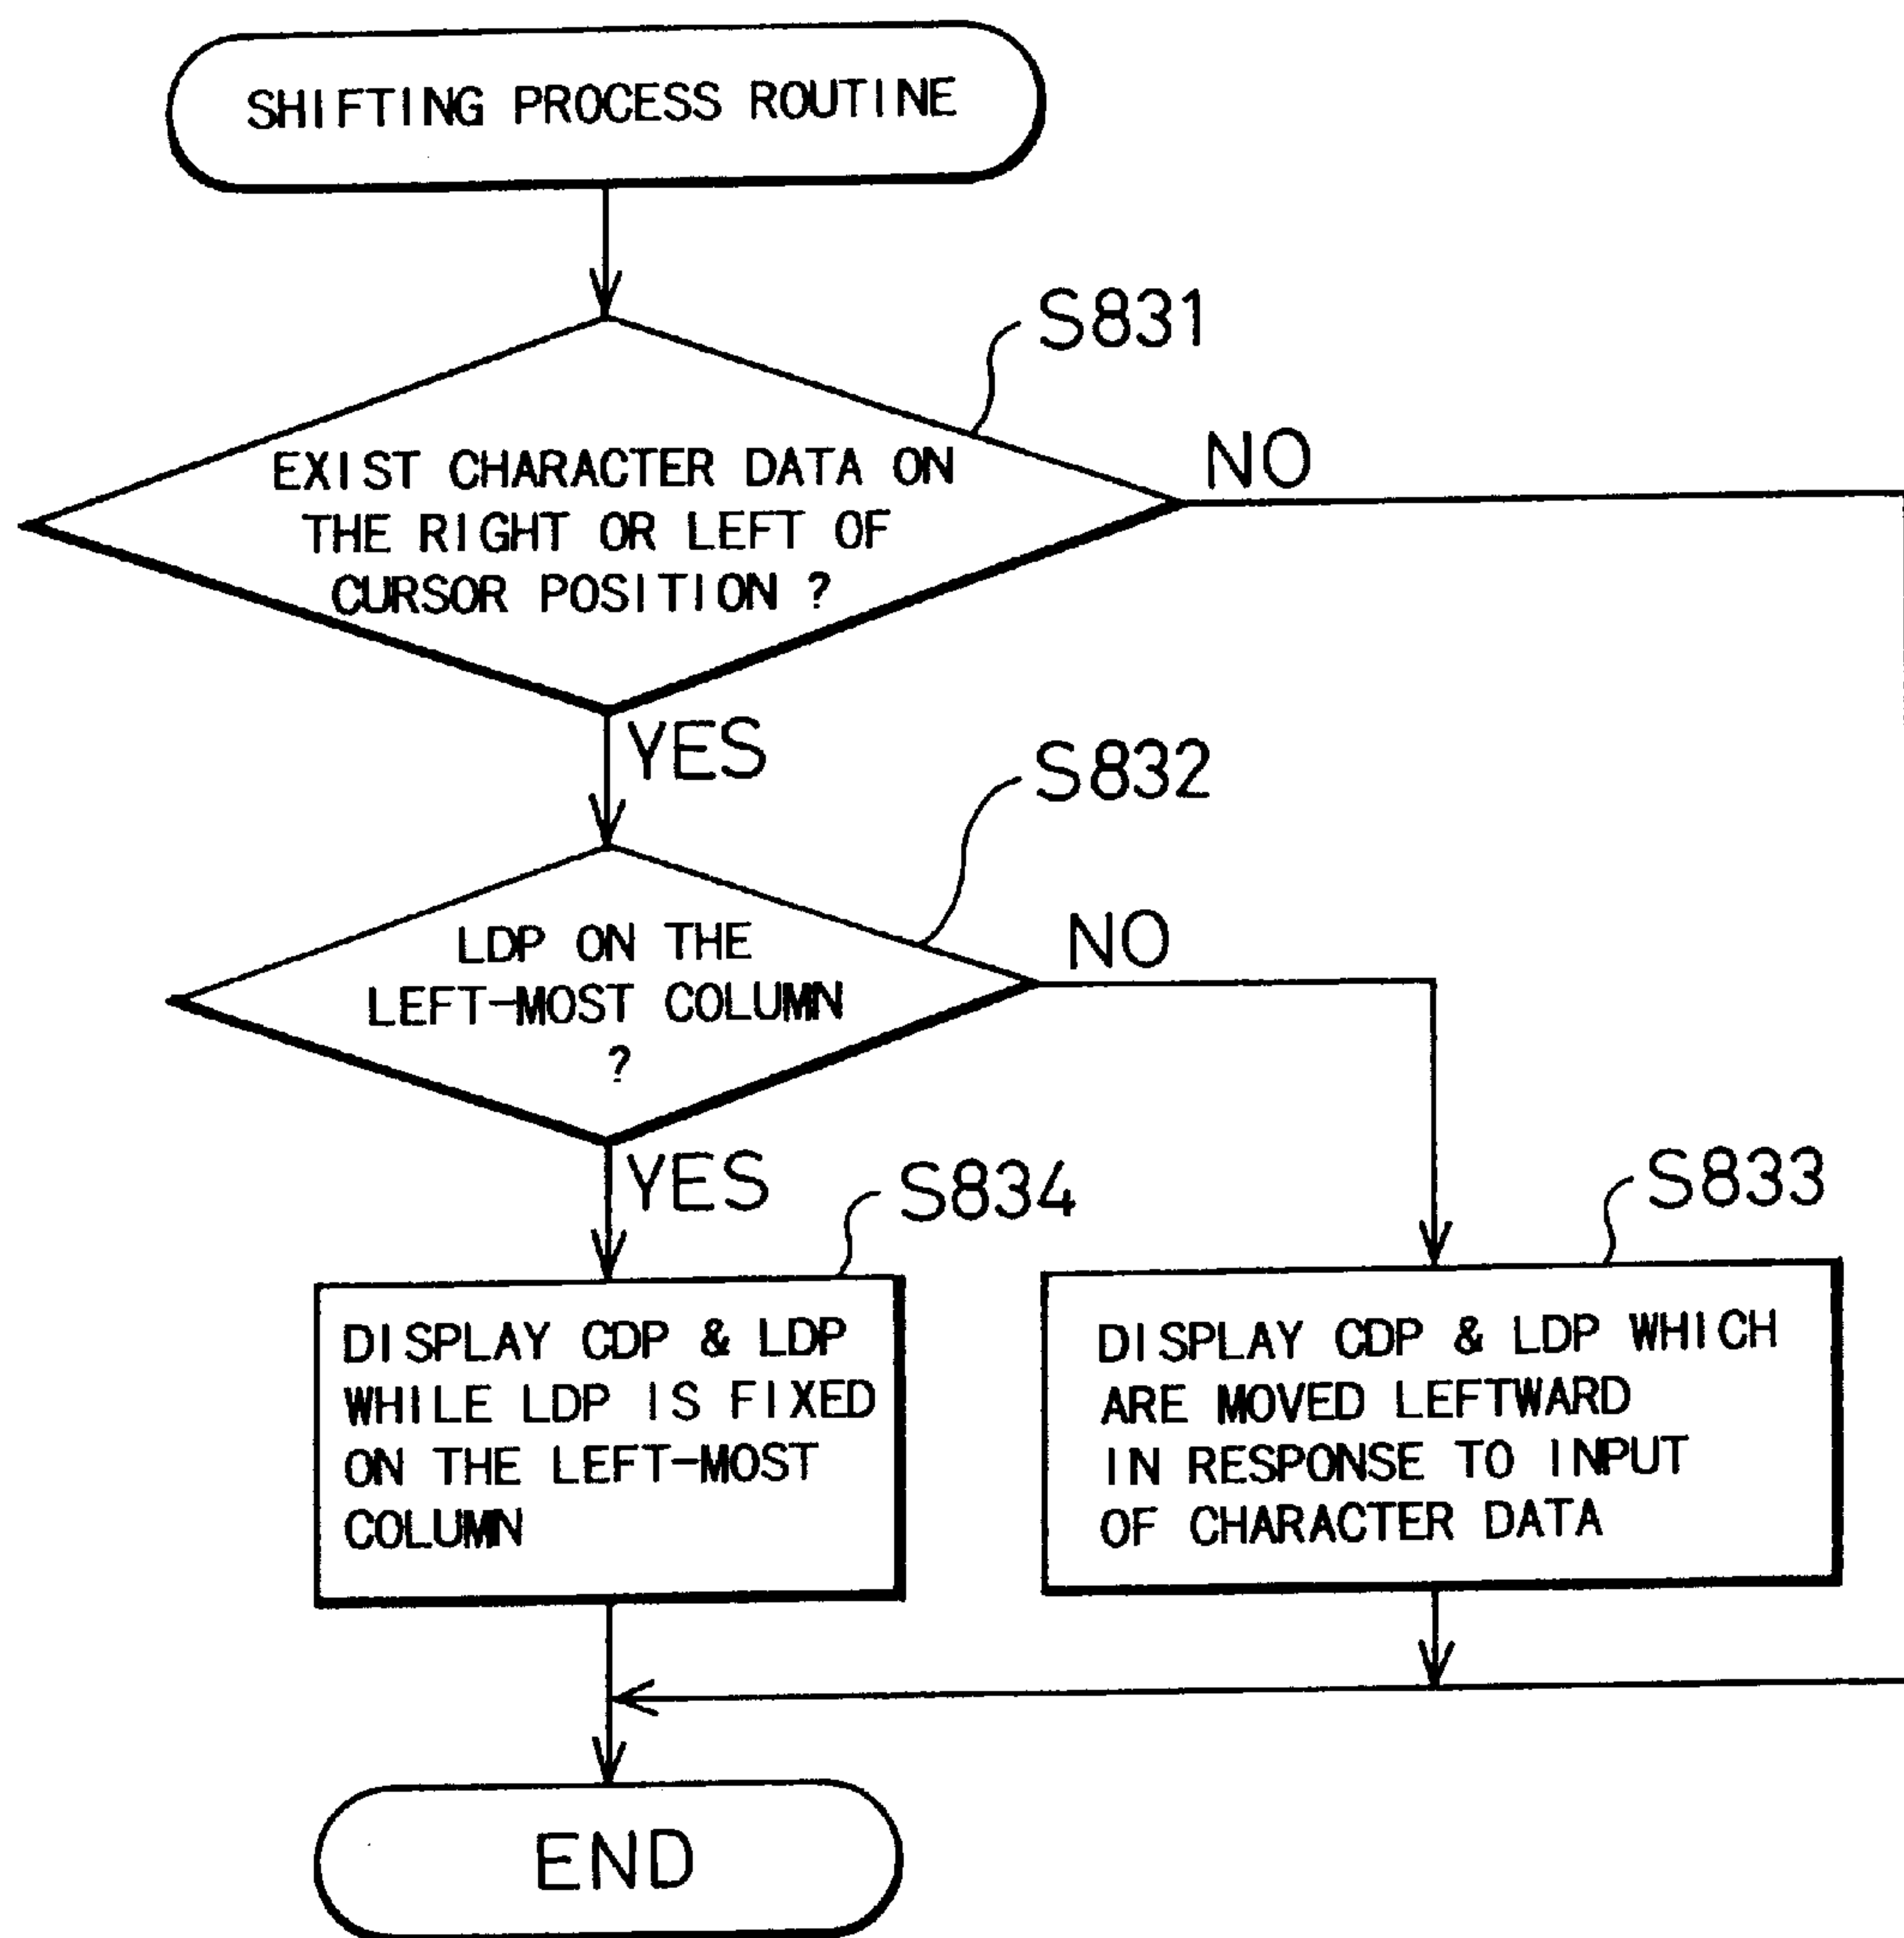 SHIFTING PROCESS ROUTINE
S831
EXIST CHARACTER DATA ON
THE RIGHT OR LEFT OF
CURSOR POSITION ?
NO
YES
S832
LDP ON THE
LEFT-MOST COLUMN
?
NO
YES
S834
S833
DISPLAY CDP & LDP
WHILE LDP IS FIXED
ON THE LEFT-MOST
COLUMN
DISPLAY CDP & LDP WHICH
ARE MOVED LEFTWARD
IN RESPONSE TO INPUT
OF CHARACTER DATA
END